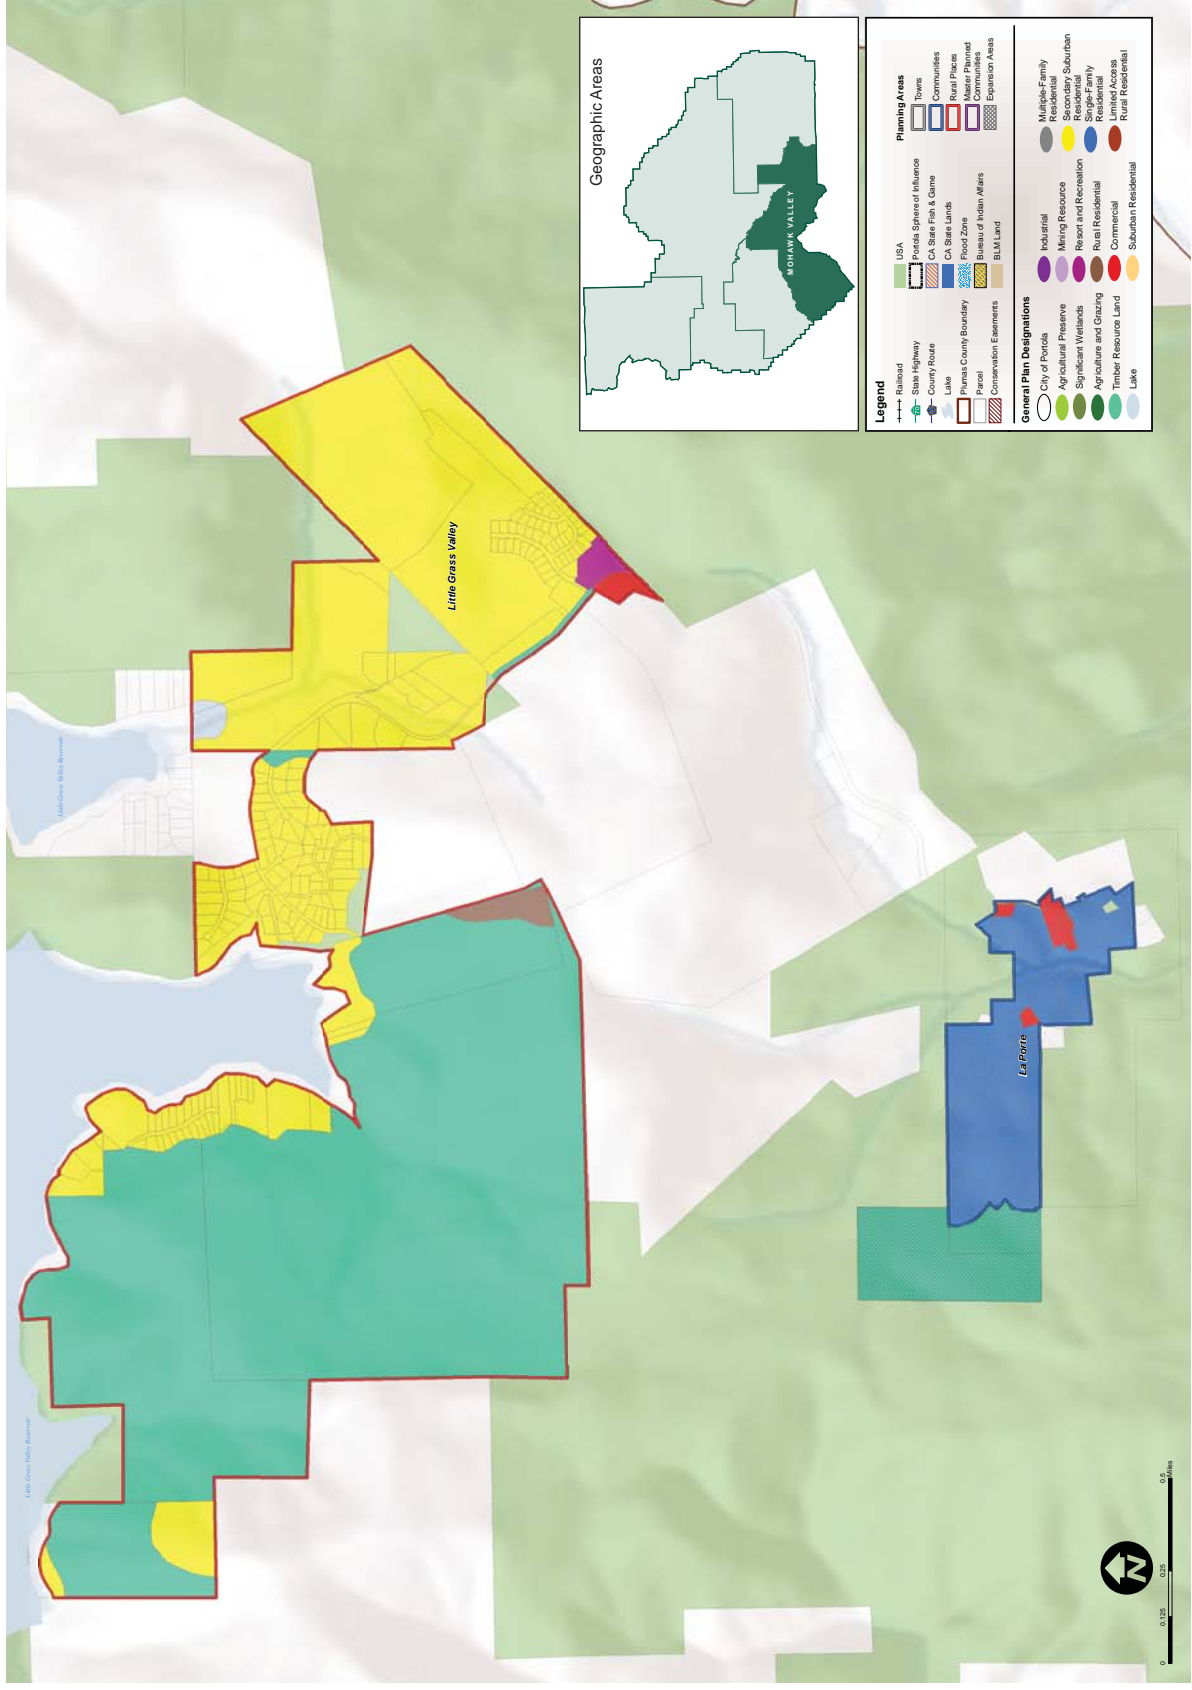 Little Grass Valley Reservoir
Little Grass Valley Reservoir
Little Grass Valley
La Porte
Geographic Areas
MOHAWK VALLEY
Legend
Railroad
State Highway
County Route
Lake
Plumas County Boundary
Parcel
Conservation Easements
USA
Portola Sphere of Influence
CA State Fish & Game
CA State Lands
Flood Zone
Bureau of Indian Affairs
BLM Land
Planning Areas
Towns
Communities
Rural Places
Master Planned
Communities
Expansion Areas
General Plan Designations
City of Portola
Agricultural Preserve
Significant Wetlands
Agriculture and Grazing
Timber Resource Land
Lake
Industrial
Mining Resource
Resort and Recreation
Rural Residential
Commercial
Suburban Residential
Multiple-Family
Residential
Secondary Suburban
Residential
Single-Family
Residential
Limited Access
Rural Residential
N
0 0.125 0.25 0.5
Miles